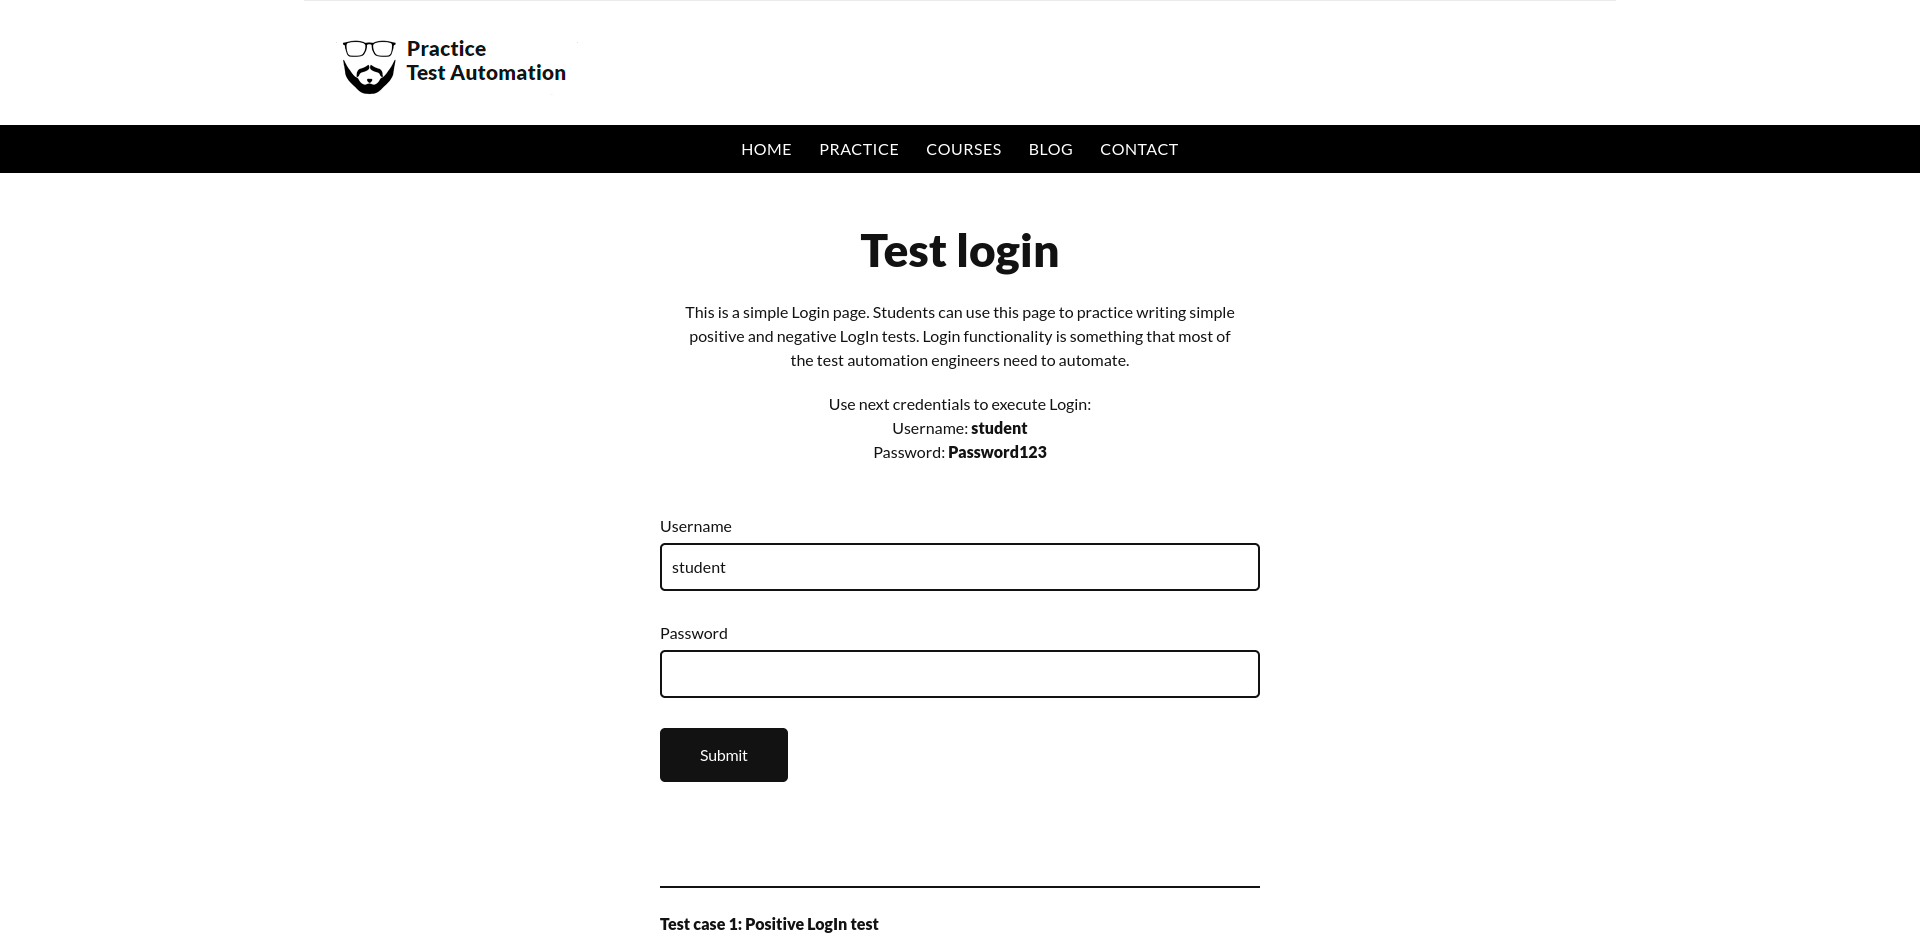 Practice
Test Automation
HOME PRACTICE COURSES BLOG CONTACT
Test login
This is a simple Login page. Students can use this page to practice writing simple
positive and negative LogIn tests. Login functionality is something that most of
the test automation engineers need to automate.
Use next credentials to execute Login:
Username: student
Password: Password123
Username
student
Password
Submit
Test case 1: Positive LogIn test